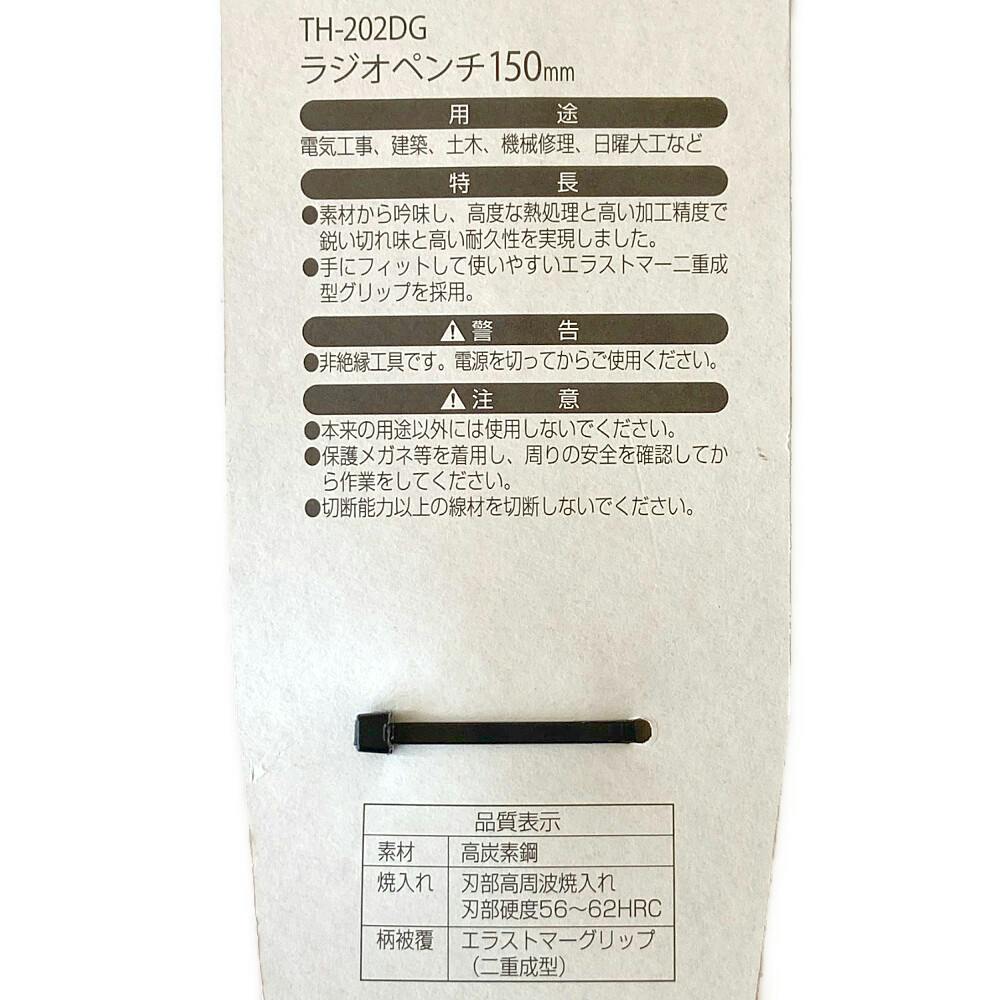 TH-202DG
ラジオペンチ150mm
用途
電気工事、建築、土木、機械修理、日曜大工など
特長
●素材から吟味し、高度な熱処理と高い加工精度で
鋭い切れ味と高い耐久性を実現しました。
●手にフィットして使いやすいエラストマー二重成
型グリップを採用。
⚠警告
●非絶縁工具です。電源を切ってからご使用ください。
⚠注意
●本来の用途以外には使用しないでください。
●保護メガネ等を着用し、周りの安全を確認してか
ら作業をしてください。
●切断能力以上の線材を切断しないでください。
品質表示
素材 高炭素鋼
焼入れ 刃部高周波焼入れ
刃部硬度56～62HRC
柄被覆 エラストマーグリップ
（二重成型）